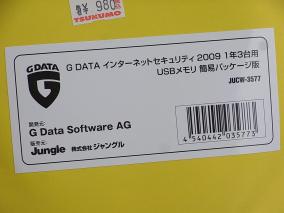 ¥980
TSUKUMO
G DATA
G DATA インターネットセキュリティ 2009 1年3台用
USBメモリ 簡易パッケージ版
JUCW-3577
開発元:
G Data Software AG
販売元:
Jungle 株式会社ジャングル
4 540442 035773